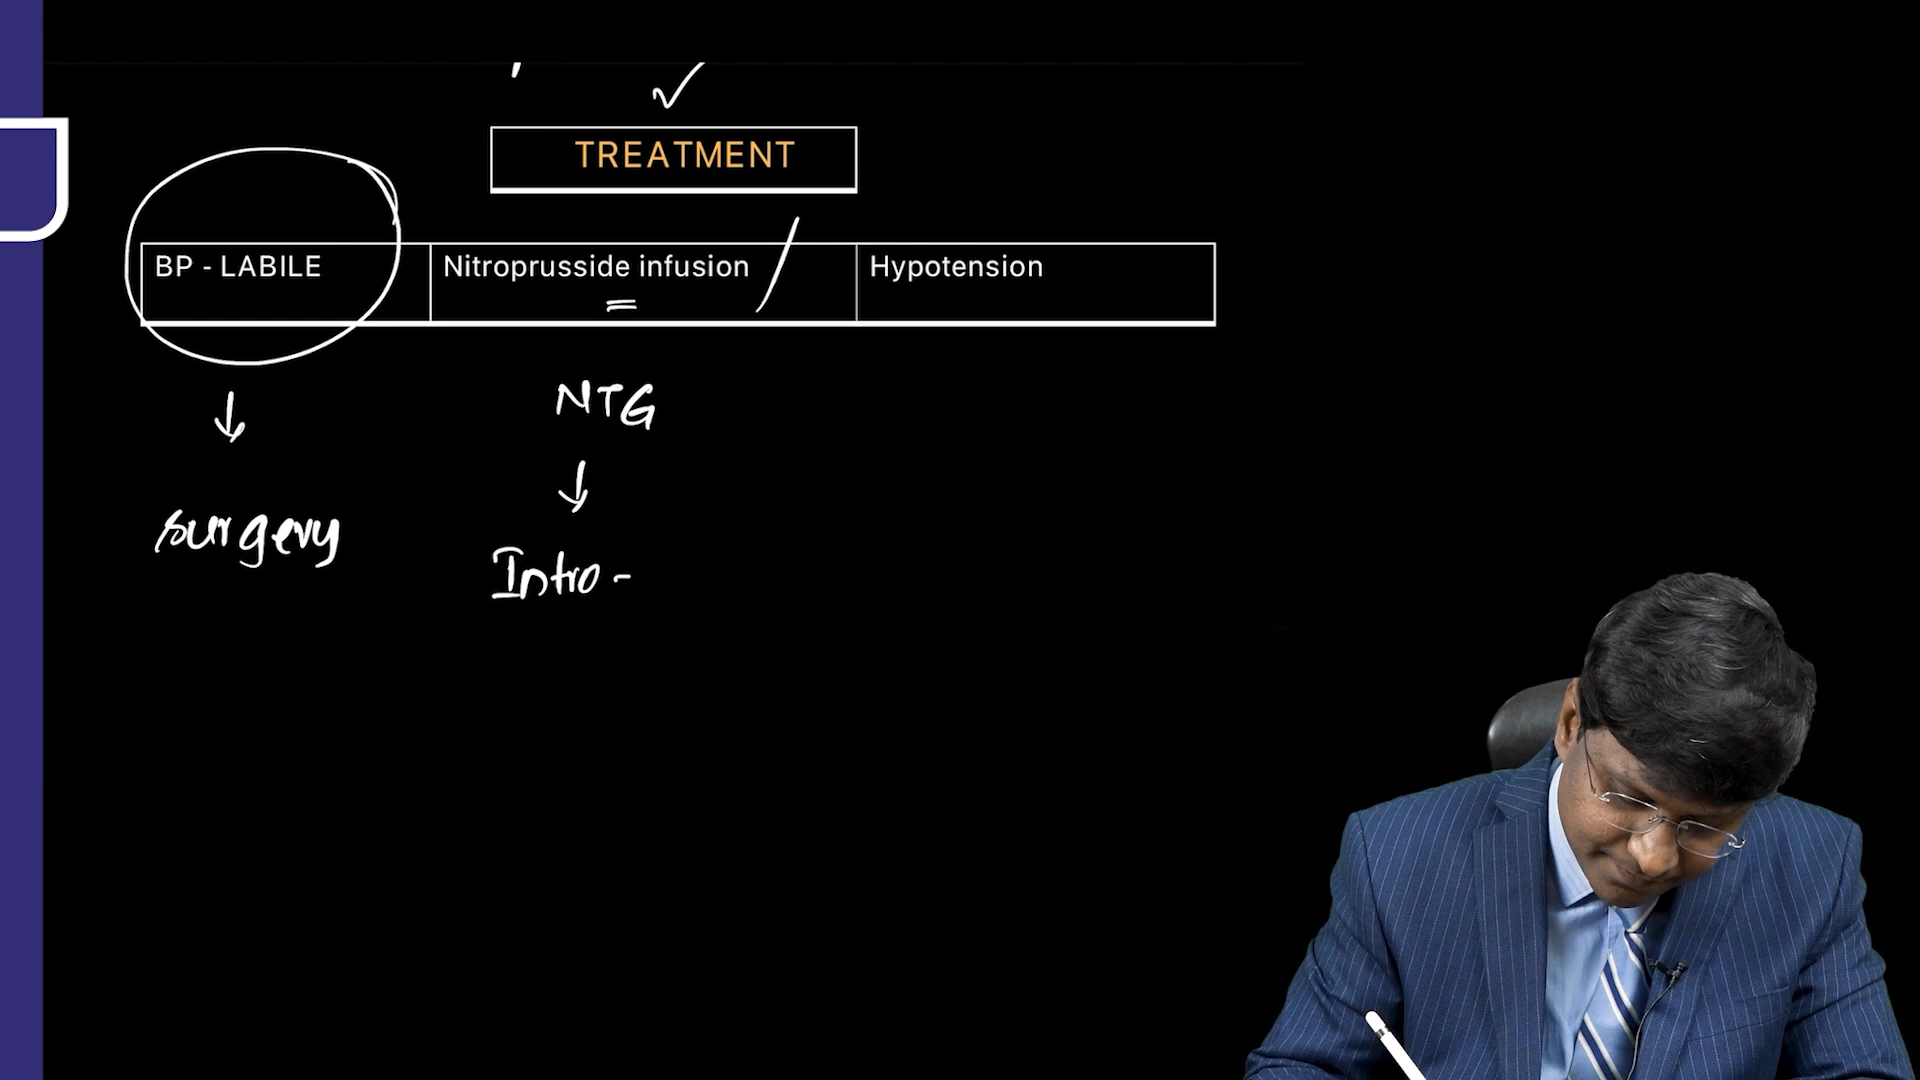 TREATMENT
BP - LABILE
Nitroprusside infusion
Hypotension
NTG
surgery
Intro -